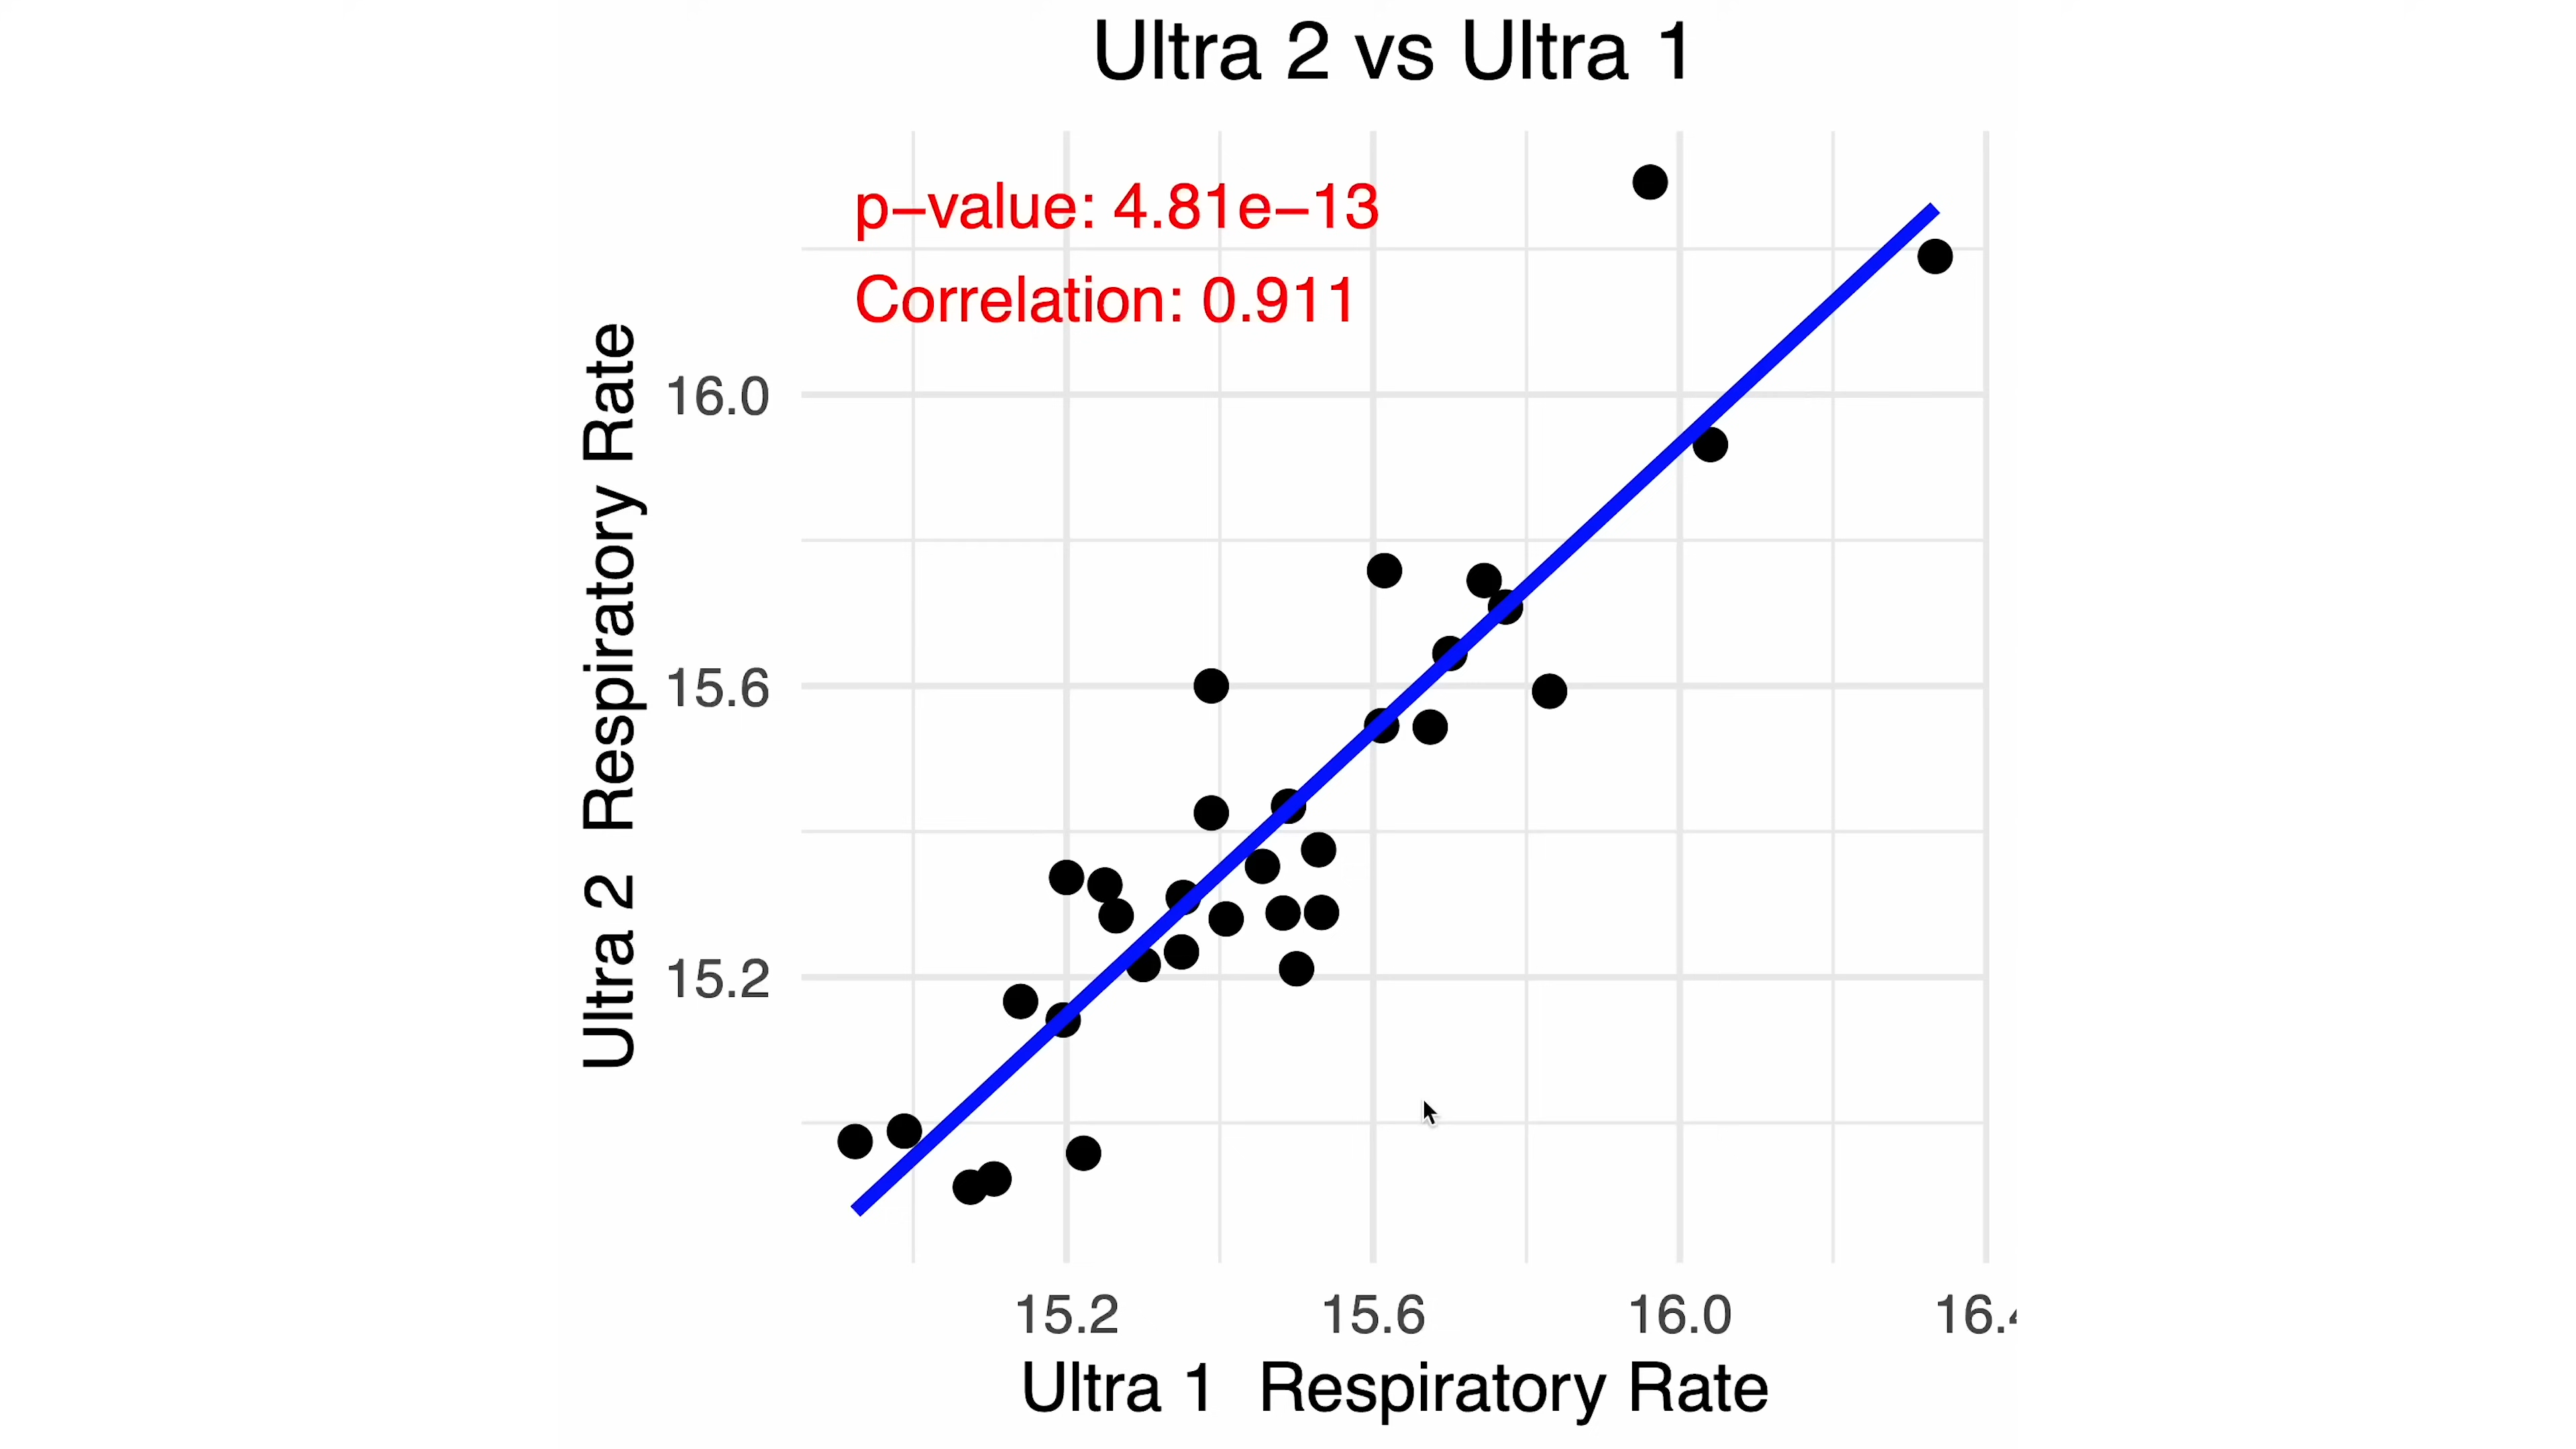 Ultra 2 vs Ultra 1
p–value: 4.81e–13
Correlation: 0.911
Ultra 2 Respiratory Rate
16.0
15.6
15.2
15.2 15.6 16.0
Ultra 1 Respiratory Rate